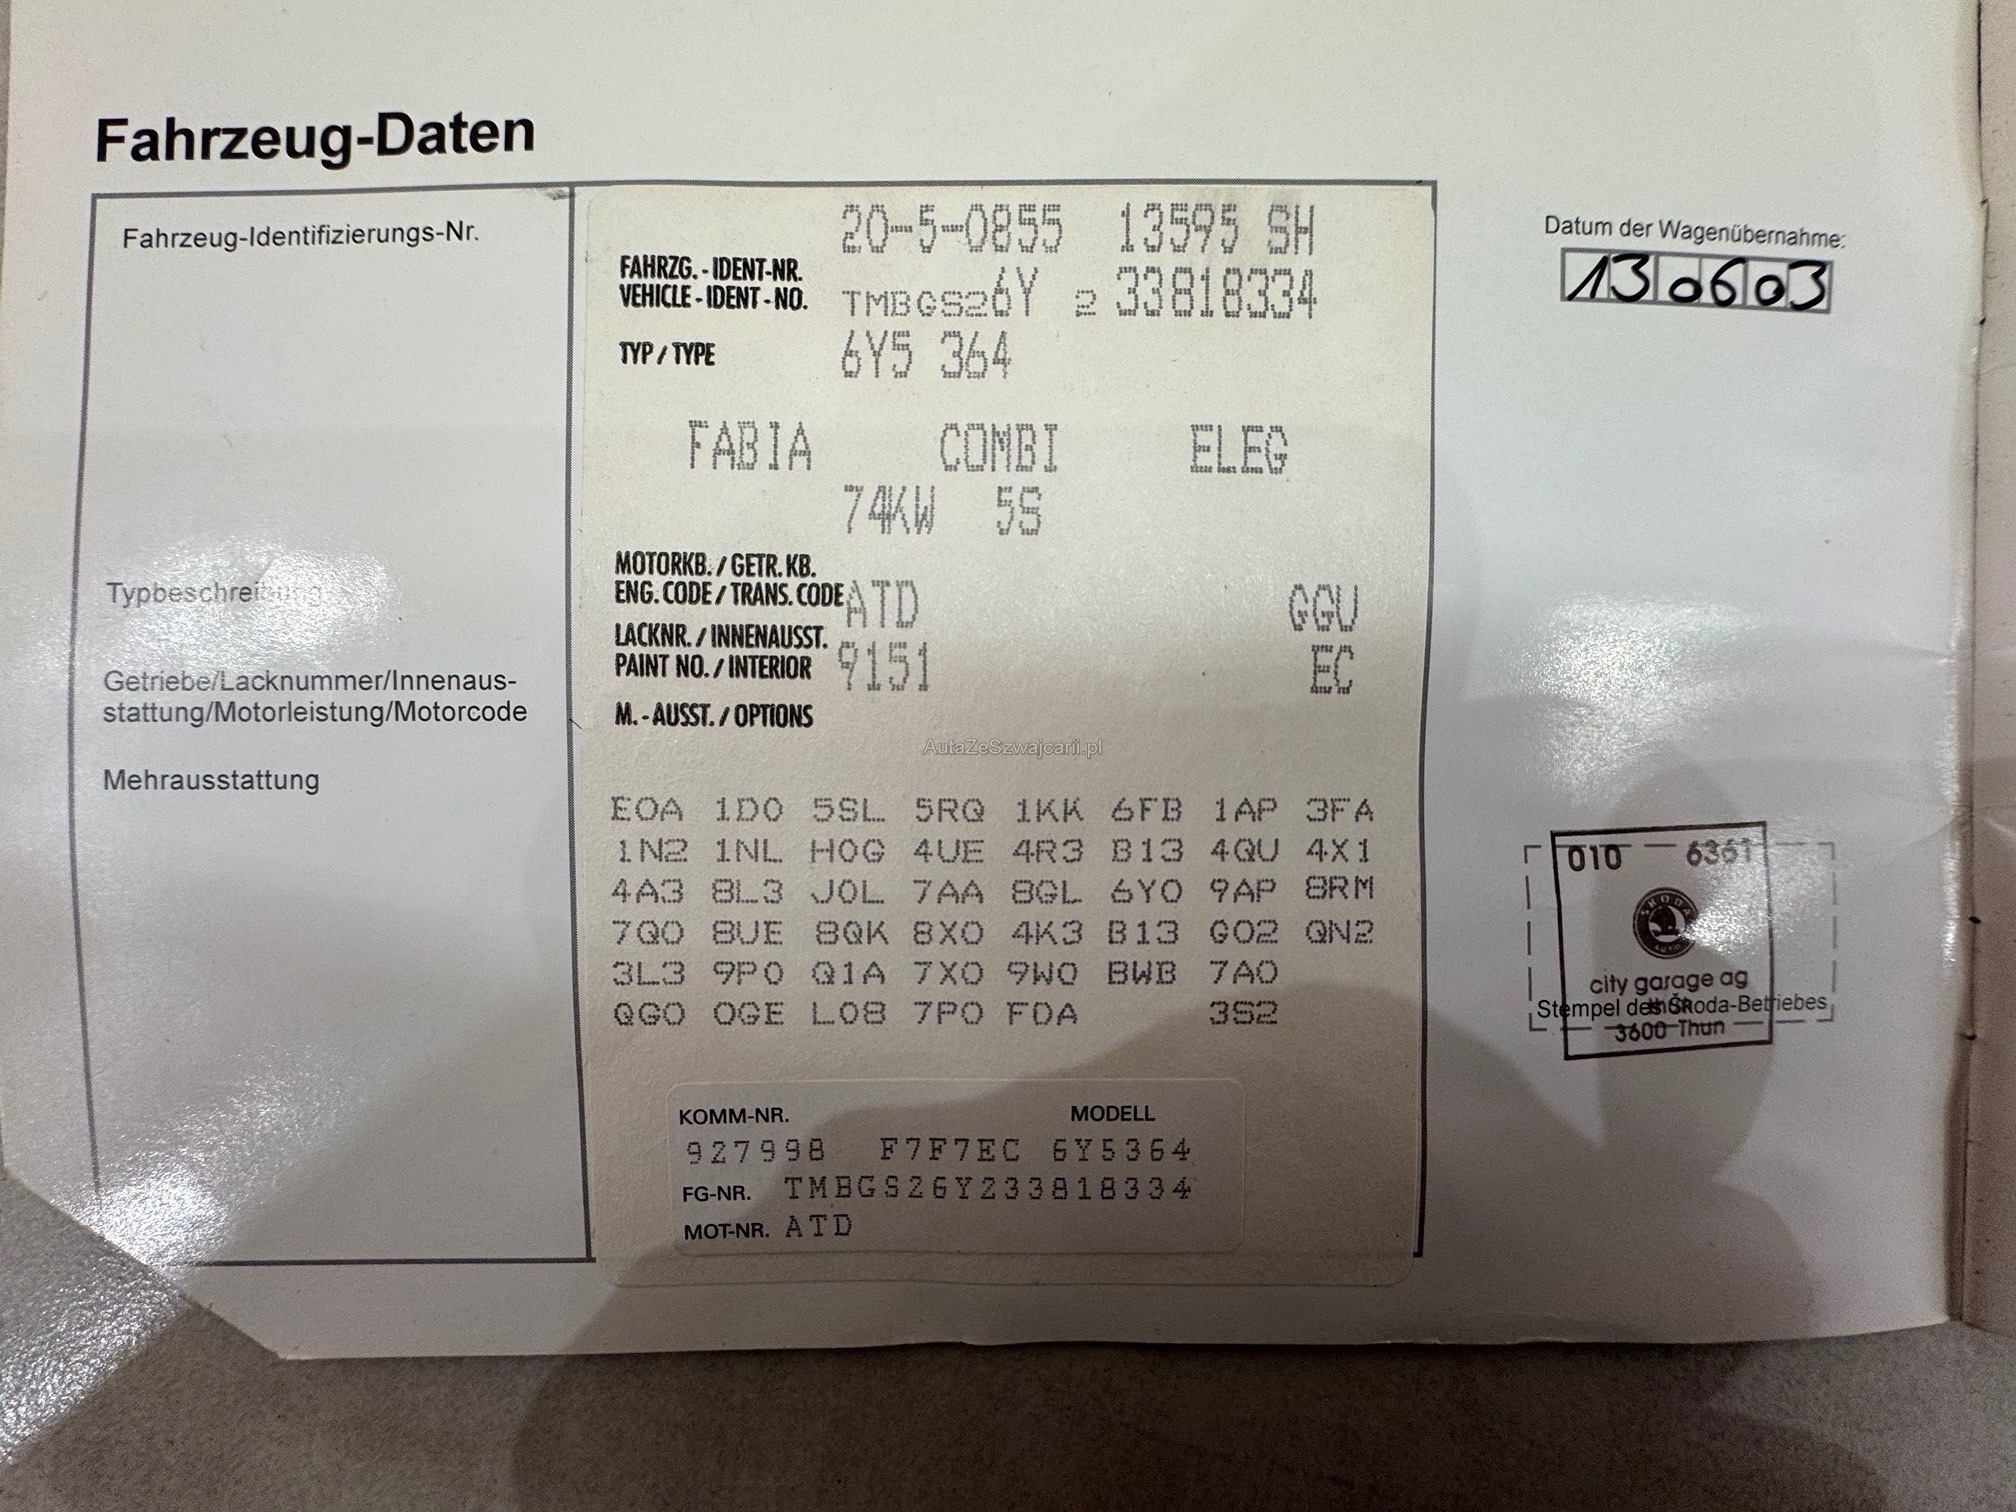 Fahrzeug-Daten
Fahrzeug-Identifizierungs-Nr.
Typbeschreibung
Getriebe/Lacknummer/Innenaus-
stattung/Motorleistung/Motorcode
Mehrausstattung
20-5-0855 13595 SH
FAHRZG.-IDENT-NR.
VEHICLE-IDENT-NO. TMBGS26Y 2 33818334
TYP/TYPE 6Y5 364
FABIA COMBI ELEG
74KW 5S
MOTORKB./GETR.KB.
ENG.CODE/TRANS.CODE ATD GGU
LACKNR./INNENAUSST.
PAINT NO./INTERIOR 9151 EC
M.-AUSST./OPTIONS
AutaZeSzwajcarii.pl
E0A 1D0 5SL 5RQ 1KK 6FB 1AP 3FA
1N2 1NL H0G 4UE 4R3 B13 4QU 4X1
4A3 8L3 J0L 7AA 8GL 6Y0 9AP 8RM
7Q0 8UE 8QK 8X0 4K3 B13 G02 QN2
3L3 9P0 Q1A 7X0 9W0 BWB 7A0
QG0 0GE L08 7P0 FDA 3S2
KOMM-NR. MODELL
927998 F7F7EC 6Y5364
FG-NR. TMBGS26Y233818334
MOT-NR. ATD
Datum der Wagenübernahme:
130603
010 6361
SKODA
AUTO
city garage ag
Stempel des Škoda-Betriebes
3600 Thun